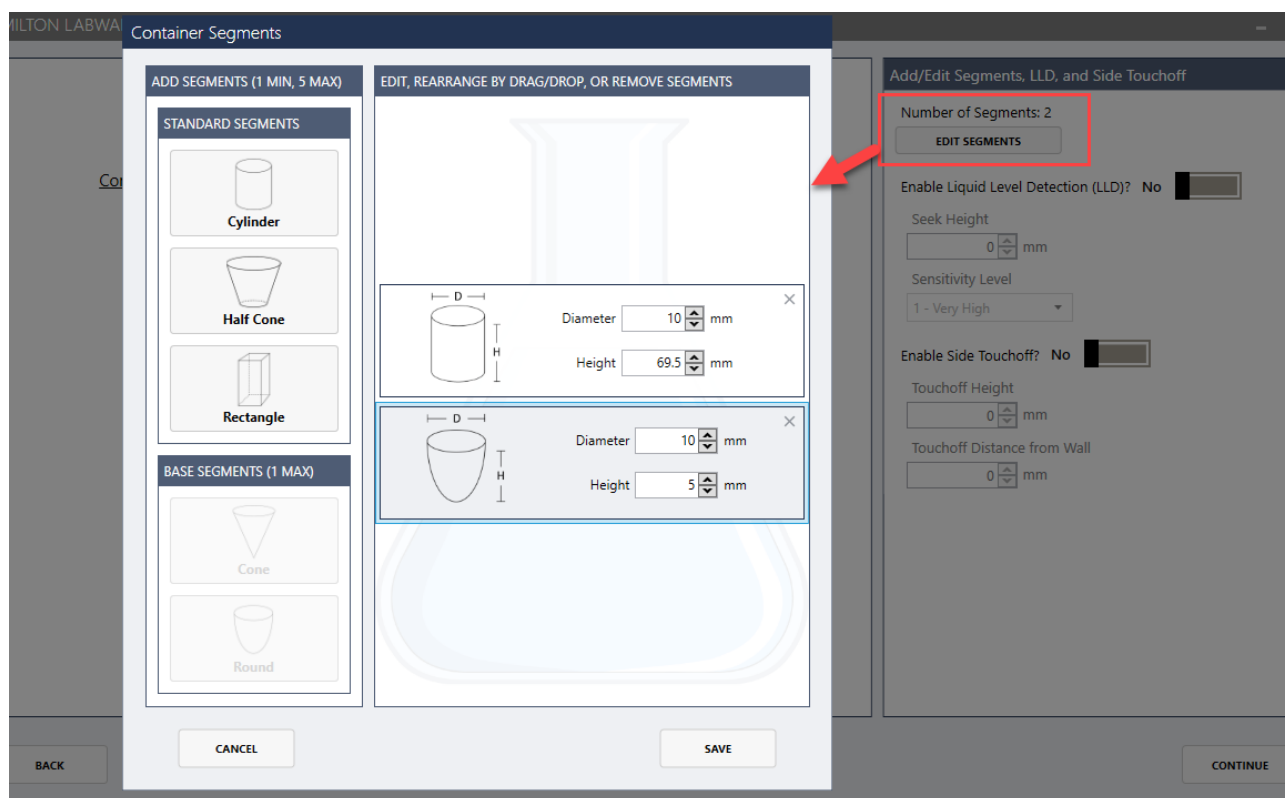 MILTON LABWA
Container Segments
ADD SEGMENTS (1 MIN, 5 MAX)
STANDARD SEGMENTS
Cylinder
Half Cone
Rectangle
BASE SEGMENTS (1 MAX)
Cone
Round
EDIT, REARRANGE BY DRAG/DROP, OR REMOVE SEGMENTS
D
H
Diameter 10 mm
Height 69.5 mm
D
H
Diameter 10 mm
Height 5 mm
CANCEL
SAVE
Cor
Add/Edit Segments, LLD, and Side Touchoff
Number of Segments: 2
EDIT SEGMENTS
Enable Liquid Level Detection (LLD)? No
Seek Height
0 mm
Sensitivity Level
1 - Very High
Enable Side Touchoff? No
Touchoff Height
0 mm
Touchoff Distance from Wall
0 mm
BACK
CONTINUE